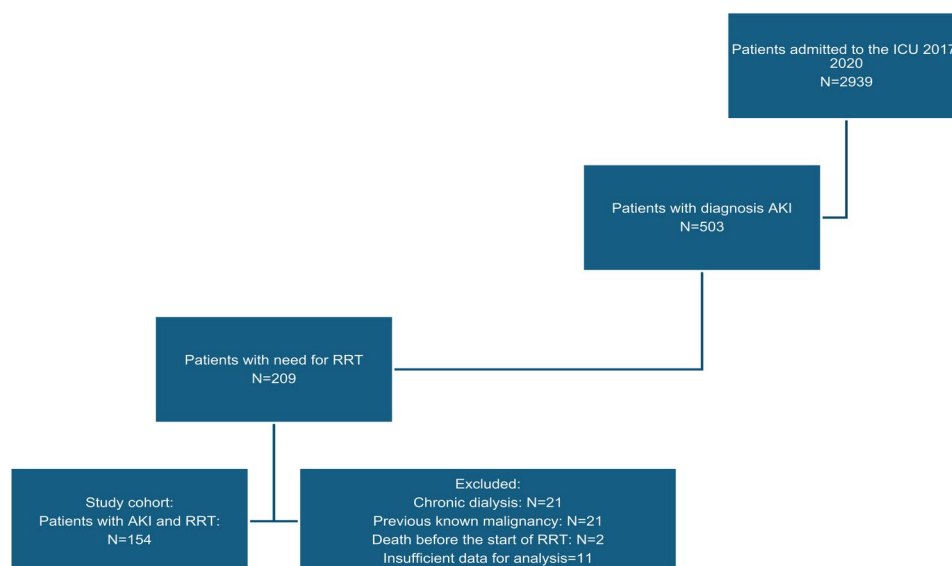 Patients admitted to the ICU 2017
2020
N=2939
Patients with diagnosis AKI
N=503
Patients with need for RRT
N=209
Study cohort:
Patients with AKI and RRT:
N=154
Excluded:
Chronic dialysis: N=21
Previous known malignancy: N=21
Death before the start of RRT: N=2
Insufficient data for analysis=11